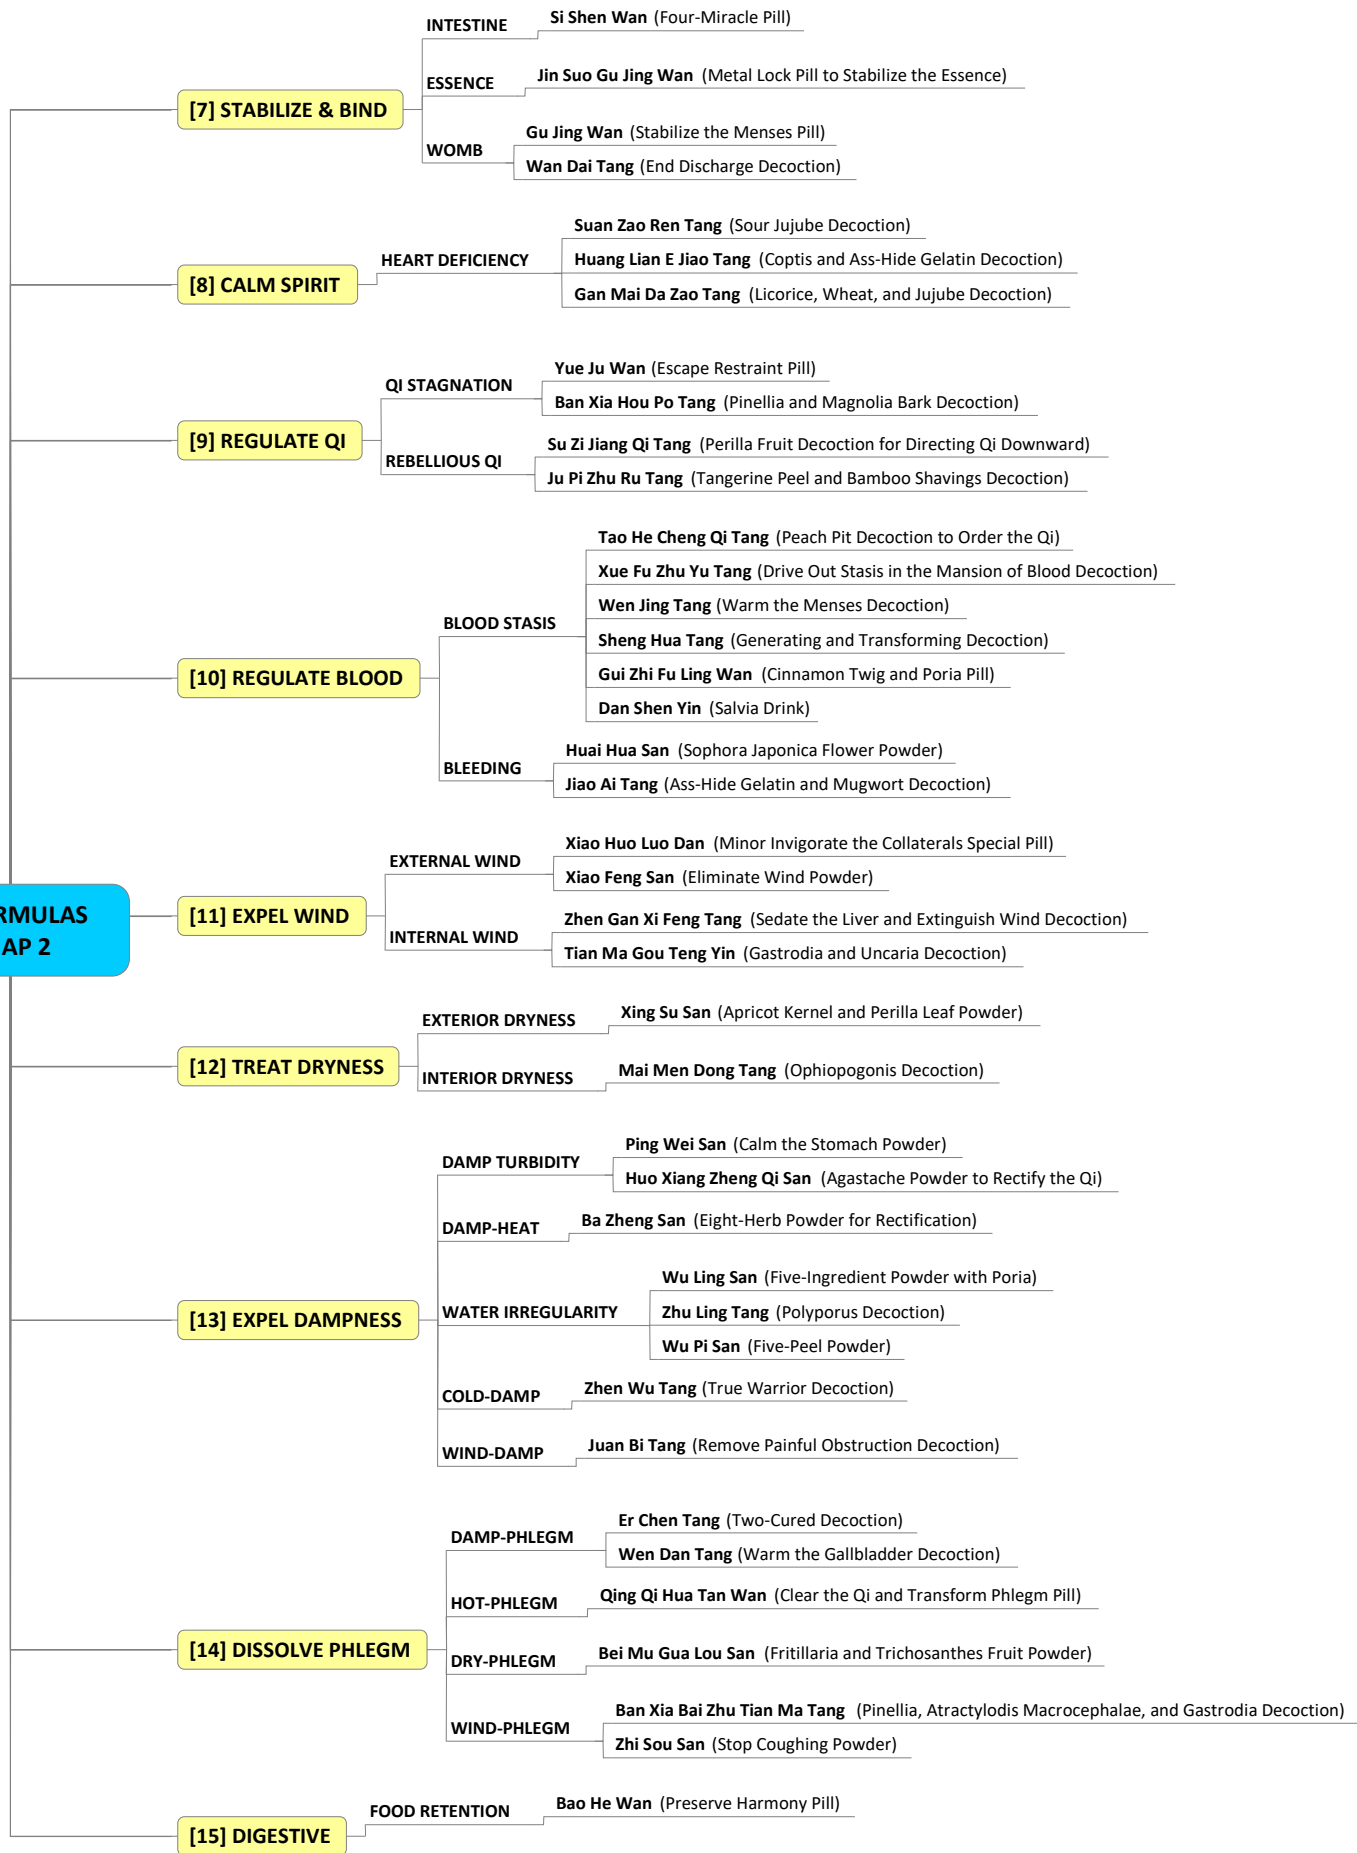 [7] STABILIZE & BIND
INTESTINE
Si Shen Wan (Four-Miracle Pill)
ESSENCE
Jin Suo Gu Jing Wan (Metal Lock Pill to Stabilize the Essence)
WOMB
Gu Jing Wan (Stabilize the Menses Pill)
Wan Dai Tang (End Discharge Decoction)
[8] CALM SPIRIT
HEART DEFICIENCY
Suan Zao Ren Tang (Sour Jujube Decoction)
Huang Lian E Jiao Tang (Coptis and Ass-Hide Gelatin Decoction)
Gan Mai Da Zao Tang (Licorice, Wheat, and Jujube Decoction)
[9] REGULATE QI
QI STAGNATION
Yue Ju Wan (Escape Restraint Pill)
Ban Xia Hou Po Tang (Pinellia and Magnolia Bark Decoction)
REBELLIOUS QI
Su Zi Jiang Qi Tang (Perilla Fruit Decoction for Directing Qi Downward)
Ju Pi Zhu Ru Tang (Tangerine Peel and Bamboo Shavings Decoction)
[10] REGULATE BLOOD
BLOOD STASIS
Tao He Cheng Qi Tang (Peach Pit Decoction to Order the Qi)
Xue Fu Zhu Yu Tang (Drive Out Stasis in the Mansion of Blood Decoction)
Wen Jing Tang (Warm the Menses Decoction)
Sheng Hua Tang (Generating and Transforming Decoction)
Gui Zhi Fu Ling Wan (Cinnamon Twig and Poria Pill)
Dan Shen Yin (Salvia Drink)
BLEEDING
Huai Hua San (Sophora Japonica Flower Powder)
Jiao Ai Tang (Ass-Hide Gelatin and Mugwort Decoction)
RMULAS
AP 2
[11] EXPEL WIND
EXTERNAL WIND
Xiao Huo Luo Dan (Minor Invigorate the Collaterals Special Pill)
Xiao Feng San (Eliminate Wind Powder)
INTERNAL WIND
Zhen Gan Xi Feng Tang (Sedate the Liver and Extinguish Wind Decoction)
Tian Ma Gou Teng Yin (Gastrodia and Uncaria Decoction)
[12] TREAT DRYNESS
EXTERIOR DRYNESS
Xing Su San (Apricot Kernel and Perilla Leaf Powder)
INTERIOR DRYNESS
Mai Men Dong Tang (Ophiopogonis Decoction)
[13] EXPEL DAMPNESS
DAMP TURBIDITY
Ping Wei San (Calm the Stomach Powder)
Huo Xiang Zheng Qi San (Agastache Powder to Rectify the Qi)
DAMP-HEAT
Ba Zheng San (Eight-Herb Powder for Rectification)
WATER IRREGULARITY
Wu Ling San (Five-Ingredient Powder with Poria)
Zhu Ling Tang (Polyporus Decoction)
Wu Pi San (Five-Peel Powder)
COLD-DAMP
Zhen Wu Tang (True Warrior Decoction)
WIND-DAMP
Juan Bi Tang (Remove Painful Obstruction Decoction)
[14] DISSOLVE PHLEGM
DAMP-PHLEGM
Er Chen Tang (Two-Cured Decoction)
Wen Dan Tang (Warm the Gallbladder Decoction)
HOT-PHLEGM
Qing Qi Hua Tan Wan (Clear the Qi and Transform Phlegm Pill)
DRY-PHLEGM
Bei Mu Gua Lou San (Fritillaria and Trichosanthes Fruit Powder)
WIND-PHLEGM
Ban Xia Bai Zhu Tian Ma Tang (Pinellia, Atractylodis Macrocephalae, and Gastrodia Decoction)
Zhi Sou San (Stop Coughing Powder)
[15] DIGESTIVE
FOOD RETENTION
Bao He Wan (Preserve Harmony Pill)